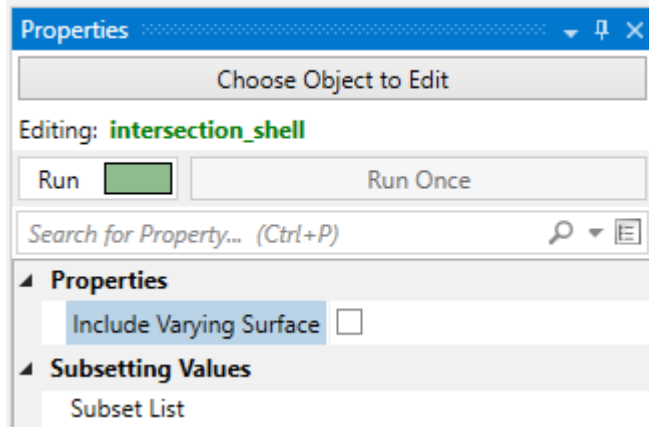 Properties
Choose Object to Edit
Editing: intersection_shell
Run Run Once
Search for Property... (Ctrl+P)
Properties
Include Varying Surface
Subsetting Values
Subset List